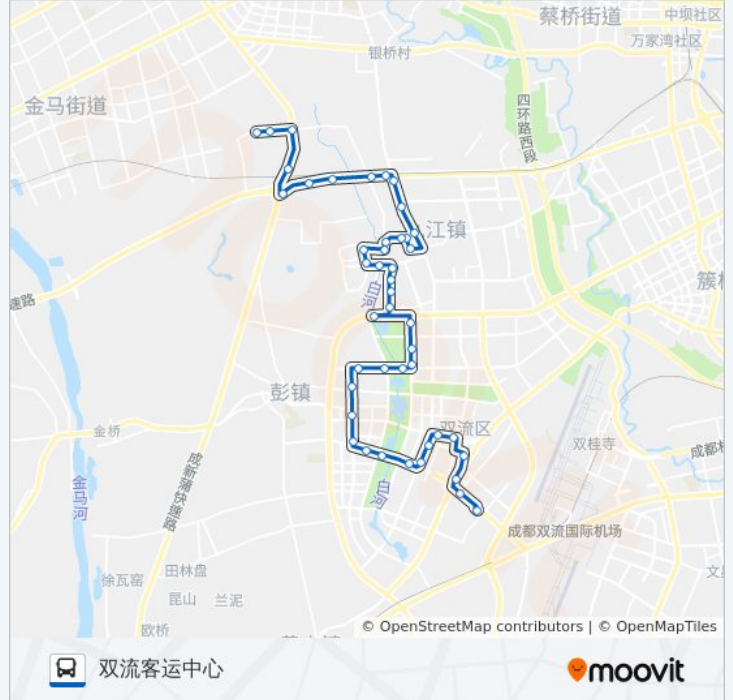 蔡桥街道
中坝社区
万家湾社区
银桥村
金马街道
四环路西段
江镇
簇桥
速路
白河
彭镇
双流区
金桥
双桂寺
成新蒲快速路
金马河
白河
成都双流国际机场
田林盘
徐瓦窑
昆山
兰泥
欧桥
© OpenStreetMap contributors | © OpenMapTiles
双流客运中心
moovit